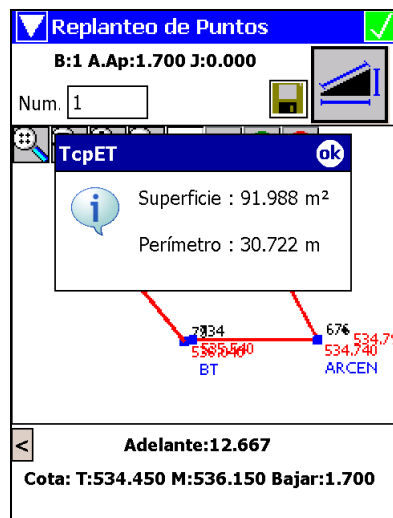 Replanteo de Puntos
B:1 A.Ap:1.700 J:0.000
Num. 1
TcpET
ok
Superficie : 91.988 m²
Perímetro : 30.722 m
676
534.740
BT
ARCEN
<
Adelante:12.667
Cota: T:534.450 M:536.150 Bajar:1.700